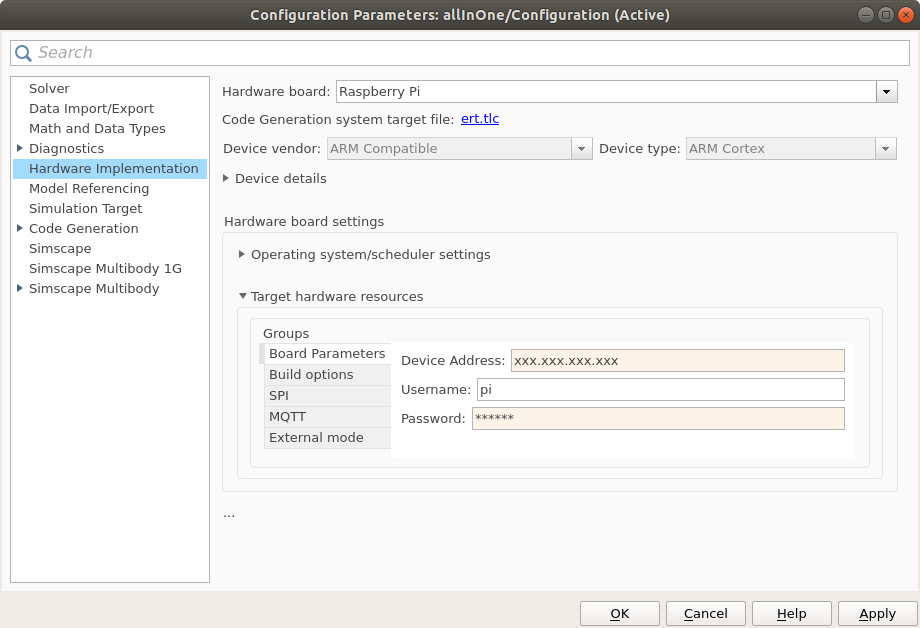 Configuration Parameters: allInOne/Configuration (Active)
Search
Solver
Data Import/Export
Math and Data Types
Diagnostics
Hardware Implementation
Model Referencing
Simulation Target
Code Generation
Simscape
Simscape Multibody 1G
Simscape Multibody
Hardware board: Raspberry Pi
Code Generation system target file: ert.tlc
Device vendor: ARM Compatible Device type: ARM Cortex
Device details
Hardware board settings
Operating system/scheduler settings
Target hardware resources
Groups
Board Parameters
Build options
SPI
MQTT
External mode
Device Address: xxx.xxx.xxx.xxx
Username: pi
Password: ******
...
OK Cancel Help Apply